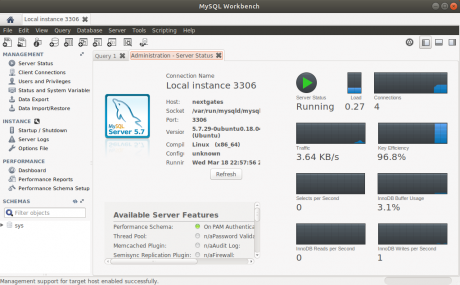 MySQL Workbench
Local instance 3306
File Edit View Query Database Server Tools Scripting Help
MANAGEMENT
Server Status
Client Connections
Users and Privileges
Status and System Variables
Data Export
Data Import/Restore
INSTANCE
Startup / Shutdown
Server Logs
Options File
PERFORMANCE
Dashboard
Performance Reports
Performance Schema Setup
SCHEMAS
Filter objects
sys
Query 1
Administration - Server Status
Connection Name
Local instance 3306
MySQL
Server 5.7
Host: nextgates
Socket /var/run/mysqld/mysql
Port: 3306
Version 5.7.29-0ubuntu0.18.04
(Ubuntu)
Compil Linux (x86_64)
Config unknown
Runnir Wed Mar 18 22:57:56 2
Refresh
Available Server Features
Performance Schema: On PAM Authentica
Thread Pool: n/a Password Valida
Memcached Plugin: n/a Audit Log:
Semisync Replication Plugin: n/a Firewall:
Server Status
Running
Load
0.27
Connections
4
Traffic
3.64 KB/s
Key Efficiency
96.8%
Selects per Second
0
InnoDB Buffer Usage
3.1%
InnoDB Reads per Second
0
InnoDB Writes per Second
1
Management support for target host enabled successfully.